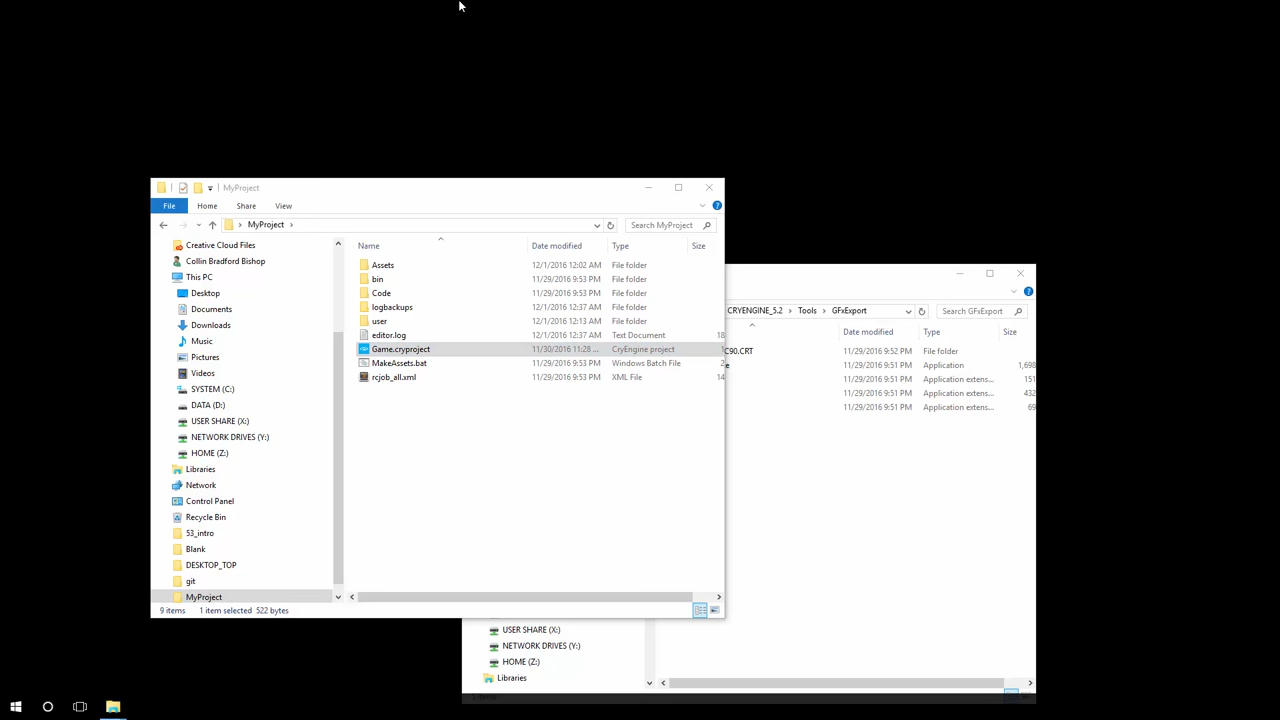 MyProject
File Home Share View
MyProject
Search MyProject
Name Date modified Type Size
Creative Cloud Files
Collin Bradford Bishop
This PC
Desktop
Documents
Downloads
Music
Pictures
Videos
SYSTEM (C:)
DATA (D:)
USER SHARE (X:)
NETWORK DRIVES (Y:)
HOME (Z:)
Libraries
Network
Control Panel
Recycle Bin
53_intro
Blank
DESKTOP_TOP
git
MyProject
Assets 12/1/2016 12:02 AM File folder
bin 11/29/2016 9:53 PM File folder
Code 11/29/2016 9:53 PM File folder
logbackups 12/1/2016 12:37 AM File folder
user 12/1/2016 12:13 AM File folder
editor.log 12/1/2016 12:37 AM Text Document 18
Game.cryproject 11/30/2016 11:28 ... CryEngine project 1
MakeAssets.bat 11/29/2016 9:53 PM Windows Batch File 2
rcjob_all.xml 11/29/2016 9:53 PM XML File 14
9 items 1 item selected 522 bytes
CRYENGINE_5.2 Tools GFxExport
Search GFxExport
Date modified Type Size
C90.CRT 11/29/2016 9:52 PM File folder
e 11/29/2016 9:51 PM Application 1,698
11/29/2016 9:51 PM Application extens... 151
11/29/2016 9:51 PM Application extens... 432
11/29/2016 9:51 PM Application extens... 69
USER SHARE (X:)
NETWORK DRIVES (Y:)
HOME (Z:)
Libraries